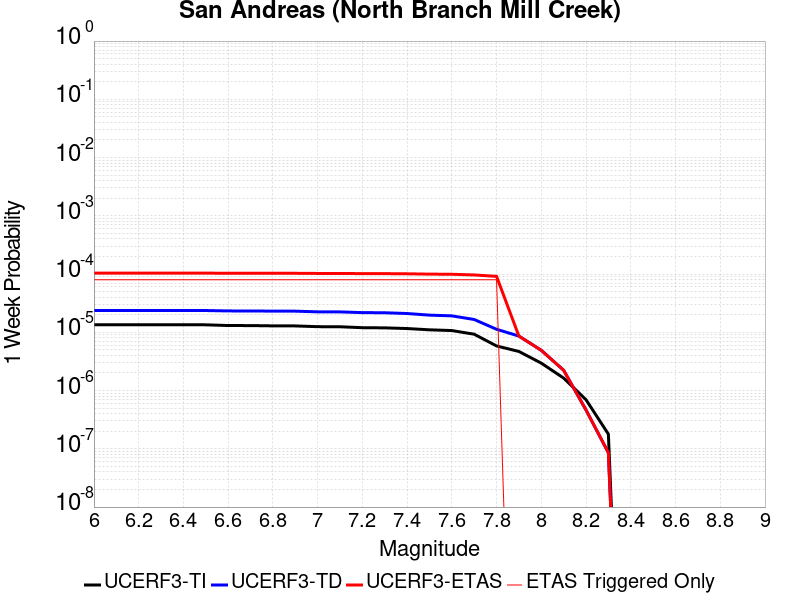 San Andreas (North Branch Mill Creek)
10 0
10 -1
10 -2
10 -3
10 -4
10 -5
10 -6
10 -7
10 -8
1 Week Probability
6 6.2 6.4 6.6 6.8 7 7.2 7.4 7.6 7.8 8 8.2 8.4 8.6 8.8 9
Magnitude
UCERF3-TI UCERF3-TD UCERF3-ETAS ETAS Triggered Only